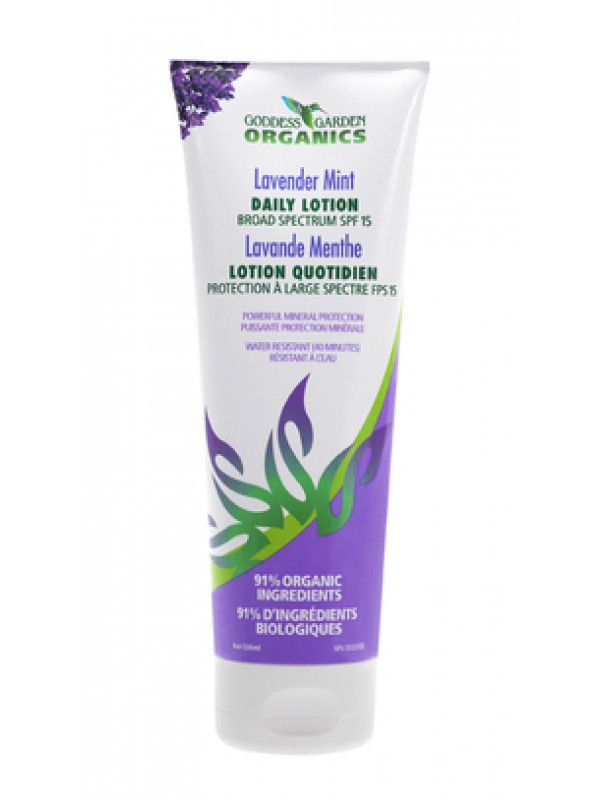 GODDESS GARDEN
ORGANICS
Lavender Mint
DAILY LOTION
BROAD SPECTRUM SPF 15
Lavande Menthe
LOTION QUOTIDIEN
PROTECTION À LARGE SPECTRE FPS 15
POWERFUL MINERAL PROTECTION
PUISSANTE PROTECTION MINÉRALE
WATER RESISTANT (40 MINUTES)
RÉSISTANT À L'EAU
91% ORGANIC
INGREDIENTS
91% D'INGRÉDIENTS
BIOLOGIQUES